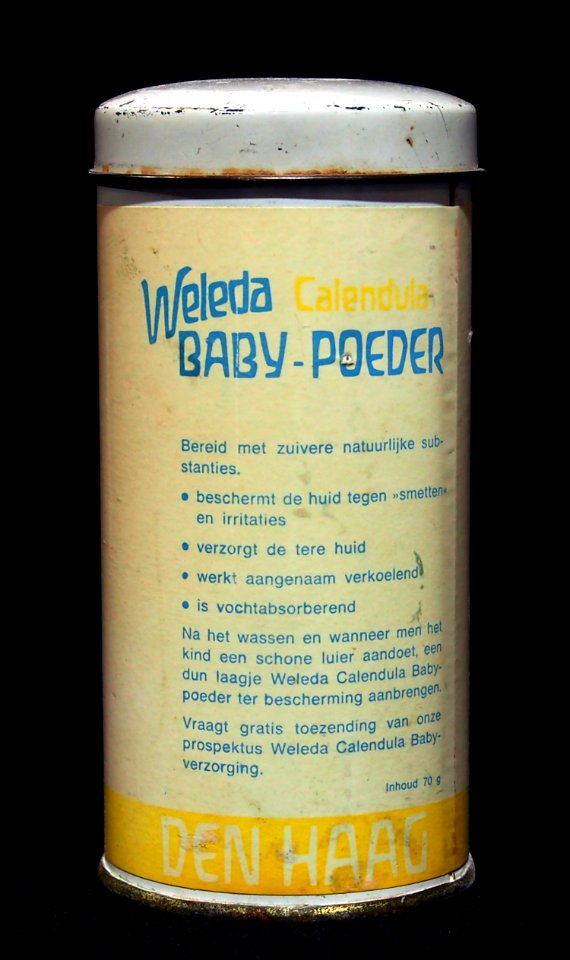 Weleda Calendula
BABY-POEDER
Bereid met zuivere natuurlijke sub-
stanties.
• beschermt de huid tegen »smetten«
en irritaties
• verzorgt de tere huid
• werkt aangenaam verkoelend
• is vochtabsorberend
Na het wassen en wanneer men het
kind een schone luier aandoet, een
dun laagje Weleda Calendula Baby-
poeder ter bescherming aanbrengen.
Vraagt gratis toezending van onze
prospektus Weleda Calendula Baby-
verzorging.
Inhoud 70 g
DEN HAAG